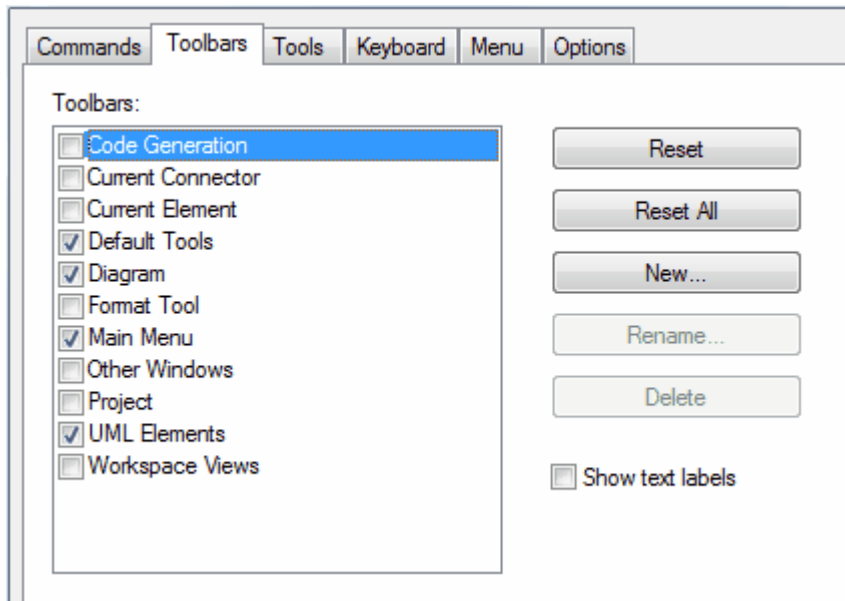 Commands Toolbars Tools Keyboard Menu Options
Toolbars:
Code Generation
Current Connector
Current Element
Default Tools
Diagram
Format Tool
Main Menu
Other Windows
Project
UML Elements
Workspace Views
Reset
Reset All
New...
Rename...
Delete
Show text labels